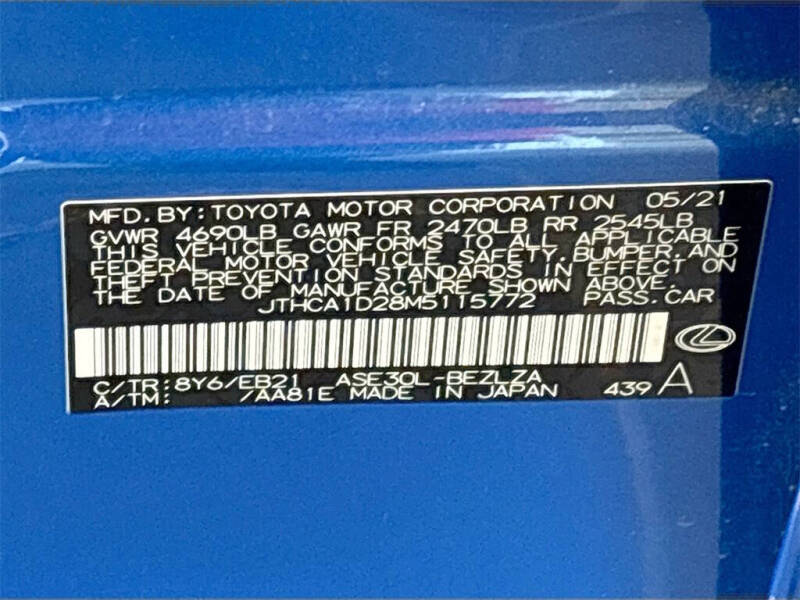 MFD. BY: TOYOTA MOTOR CORPORATION 05/21
GVWR 4690LB GAWR FR 2470LB RR 2545LB
THIS VEHICLE CONFORMS TO ALL APPLICABLE
FEDERAL MOTOR VEHICLE SAFETY, BUMPER, AND
THEFT PREVENTION STANDARDS IN EFFECT ON
THE DATE OF MANUFACTURE SHOWN ABOVE.
JTHCA1D28M5115772 PASS. CAR
C/TR: 8Y6/EB21 ASE30L-BEZLZA
A/TM: /AA81E MADE IN JAPAN 439 A